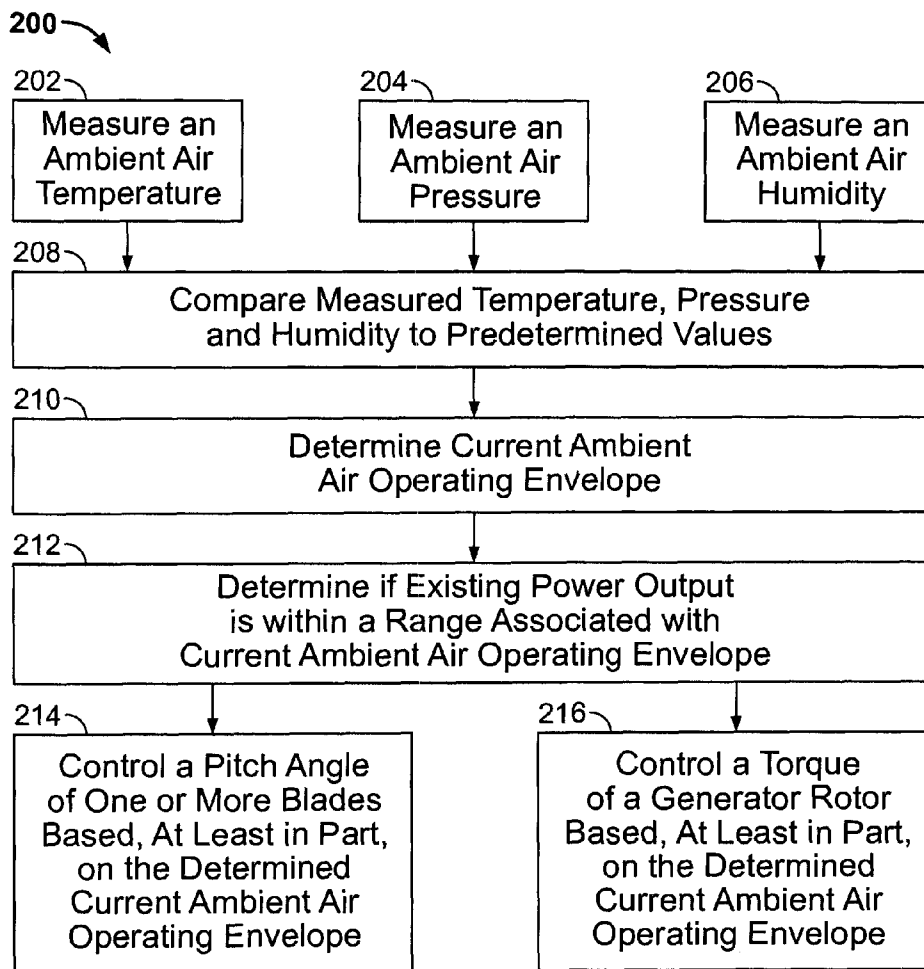 200
202
Measure an
Ambient Air
Temperature
204
Measure an
Ambient Air
Pressure
206
Measure an
Ambient Air
Humidity
208
Compare Measured Temperature, Pressure
and Humidity to Predetermined Values
210
Determine Current Ambient
Air Operating Envelope
212
Determine if Existing Power Output
is within a Range Associated with
Current Ambient Air Operating Envelope
214
Control a Pitch Angle
of One or More Blades
Based, At Least in Part,
on the Determined
Current Ambient Air
Operating Envelope
216
Control a Torque
of a Generator Rotor
Based, At Least in Part,
on the Determined
Current Ambient Air
Operating Envelope